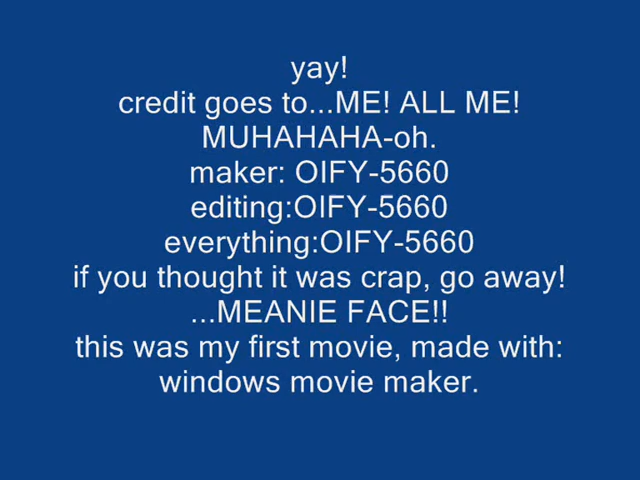 yay!
credit goes to...ME! ALL ME!
MUHAHAHA-oh.
maker: OIFY-5660
editing:OIFY-5660
everything:OIFY-5660
if you thought it was crap, go away!
...MEANIE FACE!!
this was my first movie, made with:
windows movie maker.